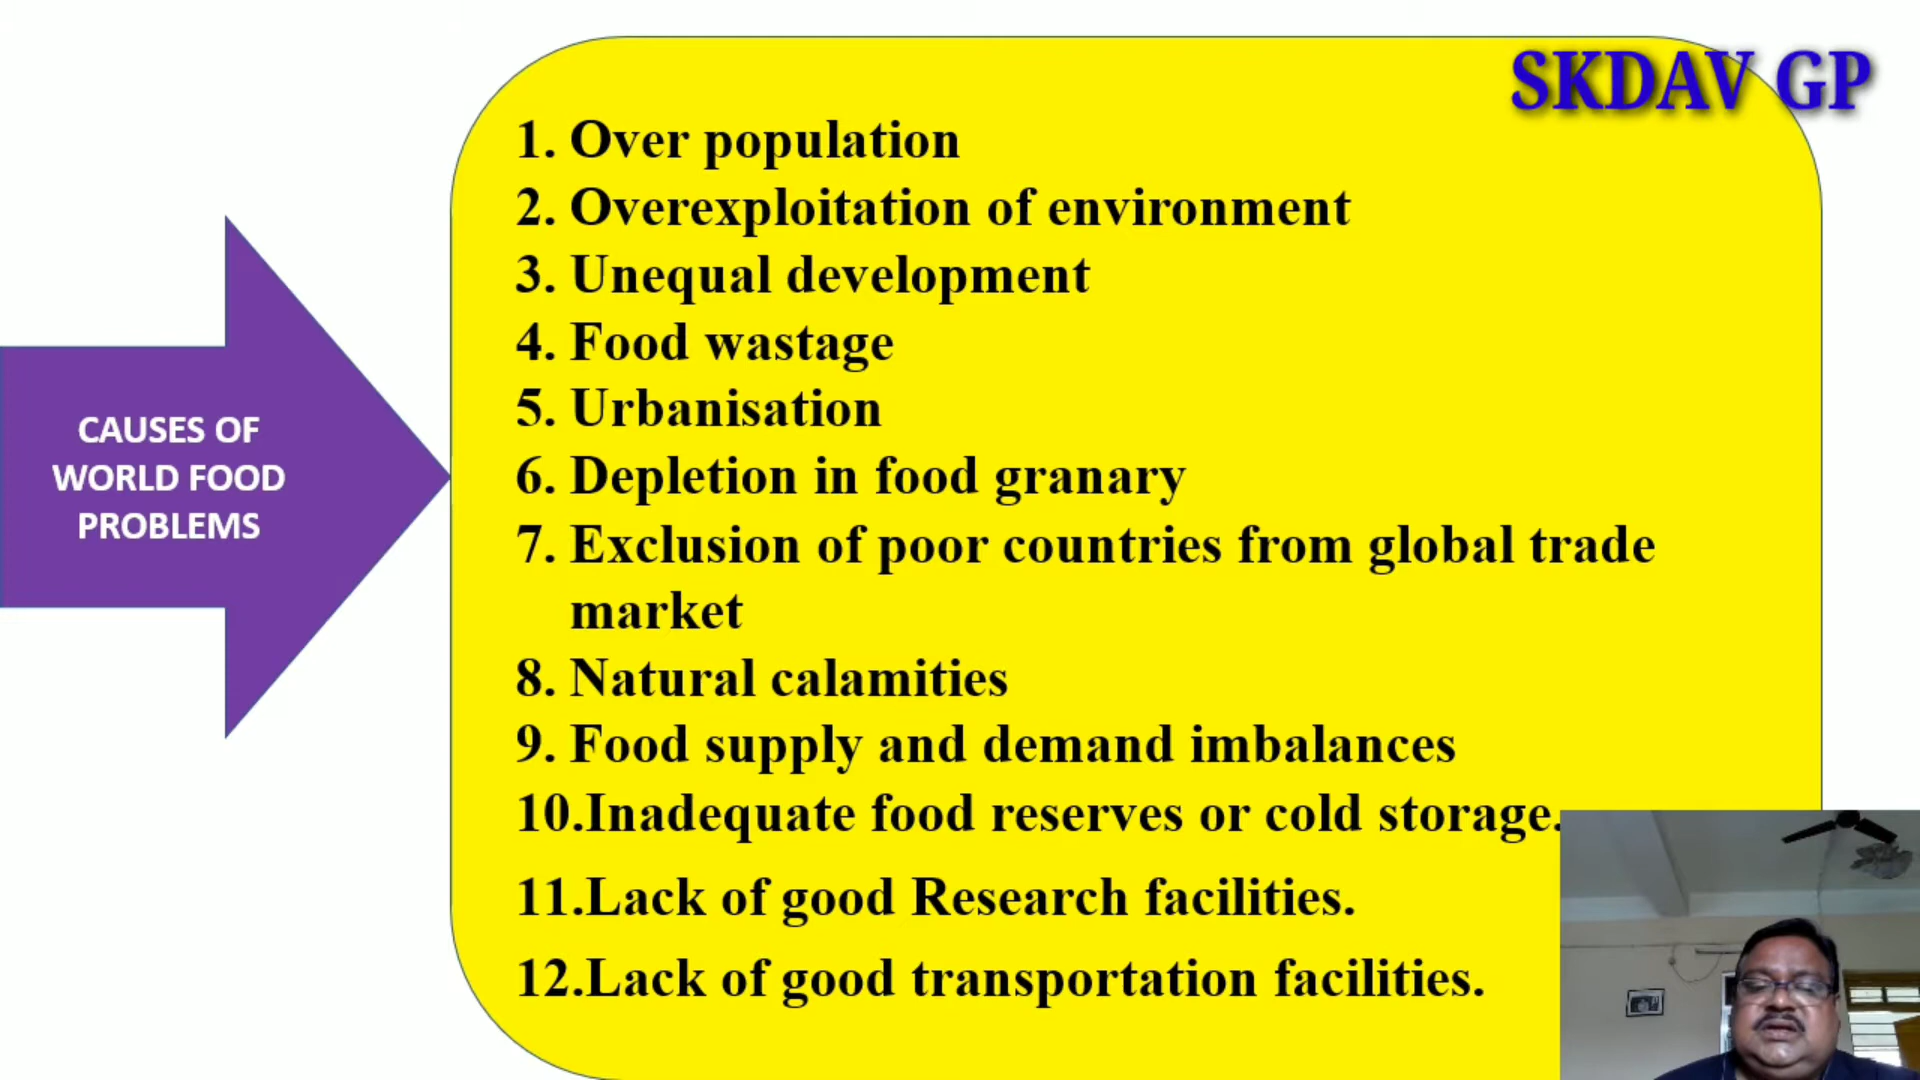 SKDAV GP
CAUSES OF
WORLD FOOD
PROBLEMS
1. Over population
2. Overexploitation of environment
3. Unequal development
4. Food wastage
5. Urbanisation
6. Depletion in food granary
7. Exclusion of poor countries from global trade
market
8. Natural calamities
9. Food supply and demand imbalances
10.Inadequate food reserves or cold storage.
11.Lack of good Research facilities.
12.Lack of good transportation facilities.